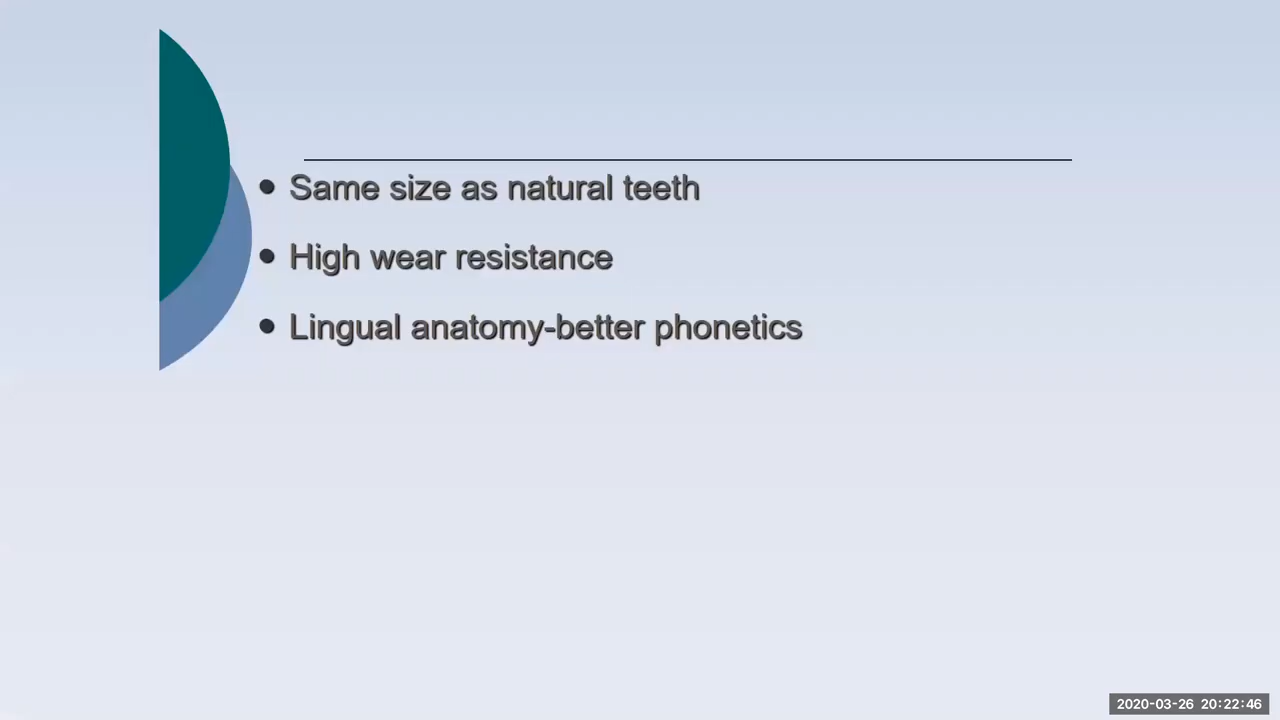 Same size as natural teeth
High wear resistance
Lingual anatomy-better phonetics
2020-03-26 20:22:46